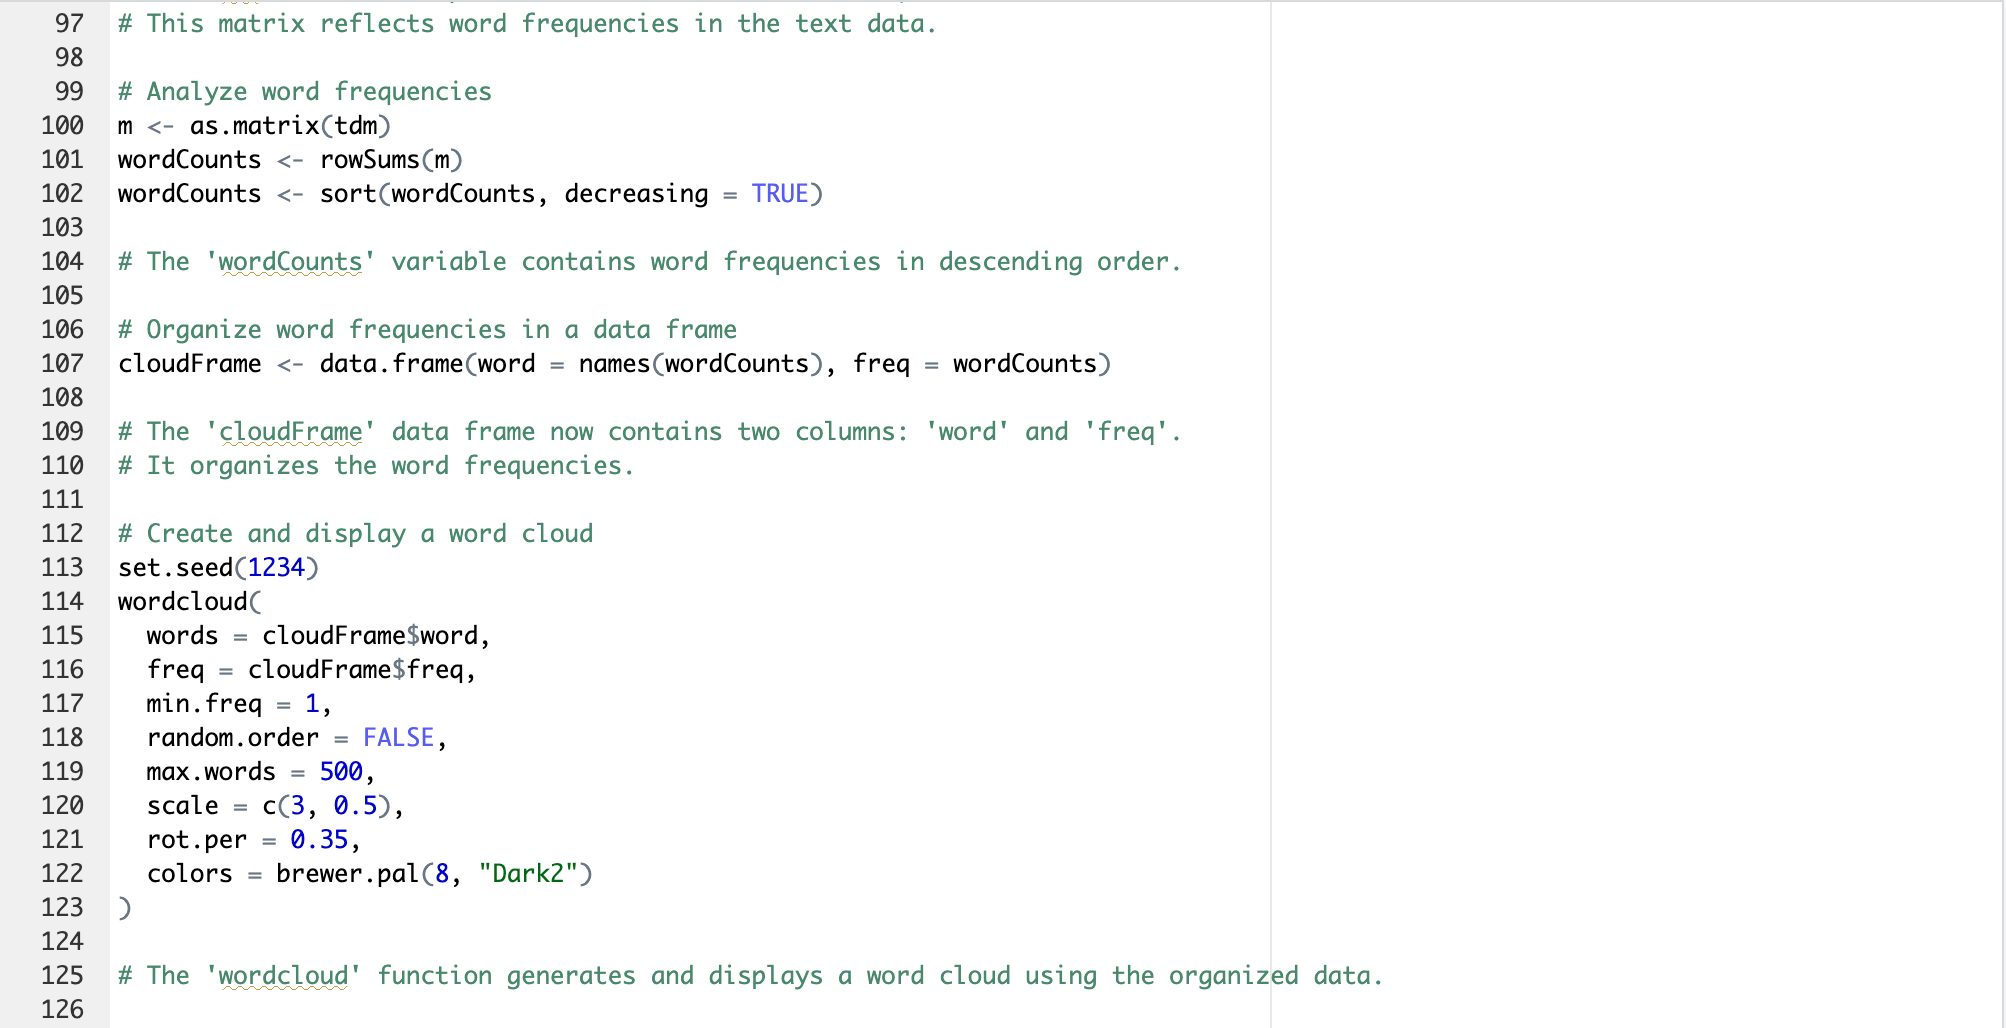 97 # This matrix reflects word frequencies in the text data.
98
99 # Analyze word frequencies
100 m <- as.matrix(tdm)
101 wordCounts <- rowSums(m)
102 wordCounts <- sort(wordCounts, decreasing = TRUE)
103
104 # The 'wordCounts' variable contains word frequencies in descending order.
105
106 # Organize word frequencies in a data frame
107 cloudFrame <- data.frame(word = names(wordCounts), freq = wordCounts)
108
109 # The 'cloudFrame' data frame now contains two columns: 'word' and 'freq'.
110 # It organizes the word frequencies.
111
112 # Create and display a word cloud
113 set.seed(1234)
114 wordcloud(
115   words = cloudFrame$word,
116   freq = cloudFrame$freq,
117   min.freq = 1,
118   random.order = FALSE,
119   max.words = 500,
120   scale = c(3, 0.5),
121   rot.per = 0.35,
122   colors = brewer.pal(8, "Dark2")
123 )
124
125 # The 'wordcloud' function generates and displays a word cloud using the organized data.
126